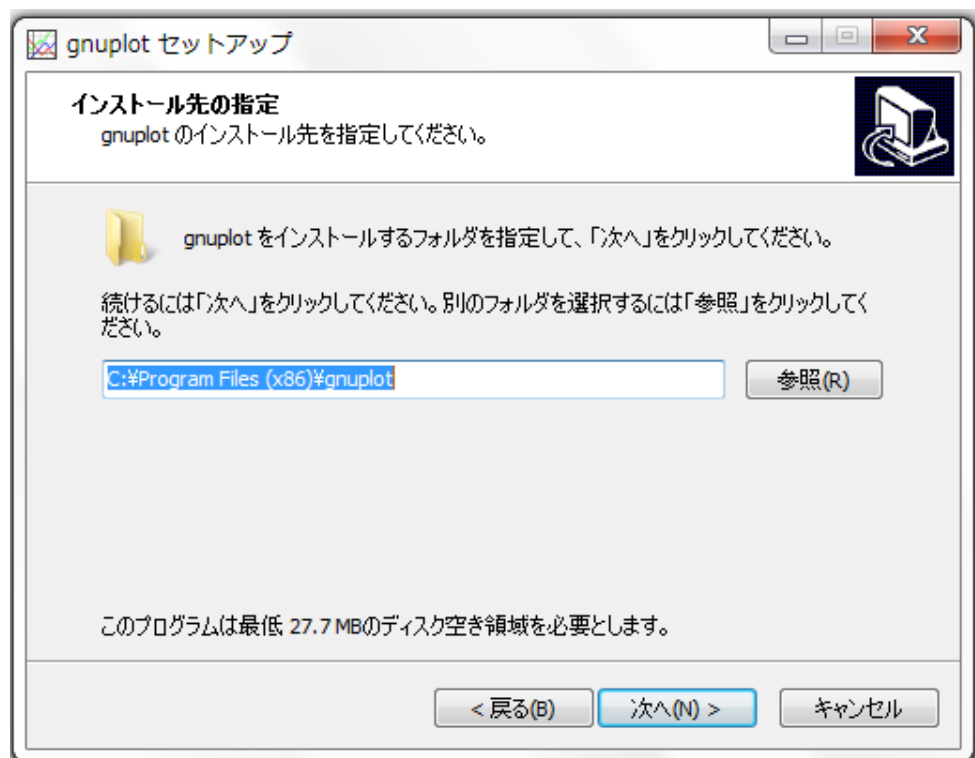 gnuplot セットアップ
インストール先の指定
gnuplot のインストール先を指定してください。
gnuplot をインストールするフォルダを指定して、「次へ」をクリックしてください。
続けるには「次へ」をクリックしてください。別のフォルダを選択するには「参照」をクリックしてく
ださい。
C:¥Program Files (x86)¥gnuplot
参照(R)
このプログラムは最低 27.7 MBのディスク空き領域を必要とします。
< 戻る(B)
次へ(N) >
キャンセル